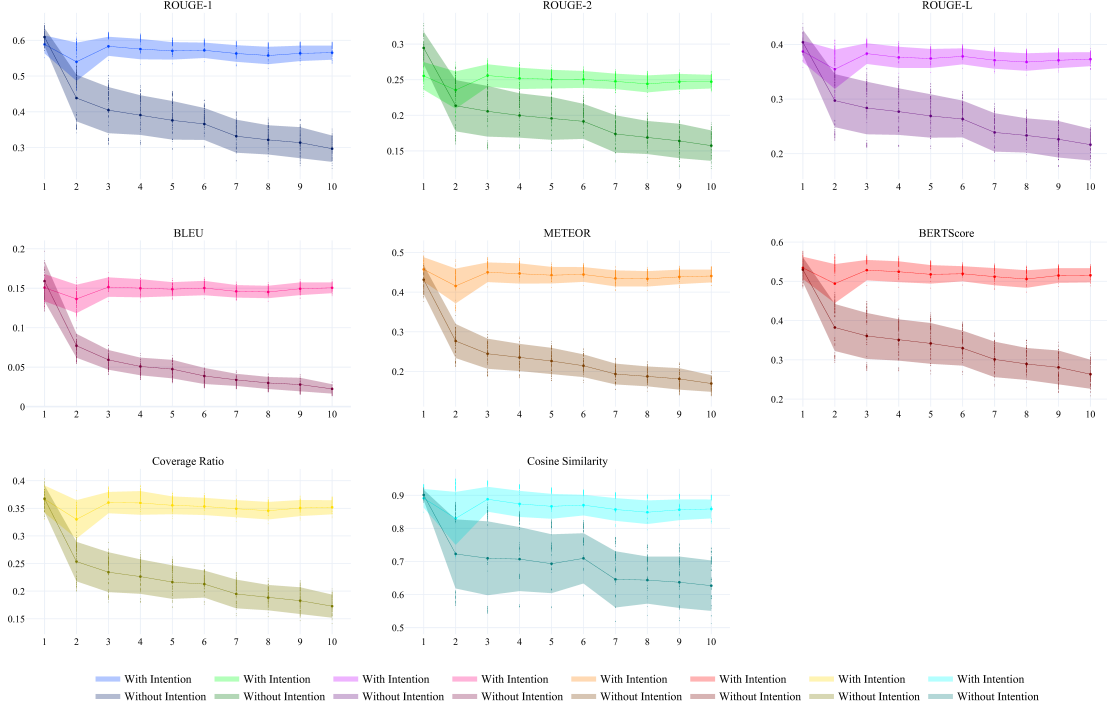 ROUGE-1
ROUGE-2
ROUGE-L
0.6
0.5
0.4
0.3
1 2 3 4 5 6 7 8 9 10
0.3
0.25
0.2
0.15
1 2 3 4 5 6 7 8 9 10
0.4
0.3
0.2
1 2 3 4 5 6 7 8 9 10
BLEU
METEOR
BERTScore
0.2
0.15
0.1
0.05
0
1 2 3 4 5 6 7 8 9 10
0.5
0.4
0.3
0.2
1 2 3 4 5 6 7 8 9 10
0.6
0.5
0.4
0.3
0.2
1 2 3 4 5 6 7 8 9 10
Coverage Ratio
Cosine Similarity
0.4
0.35
0.3
0.25
0.2
0.15
1 2 3 4 5 6 7 8 9 10
0.9
0.8
0.7
0.6
0.5
1 2 3 4 5 6 7 8 9 10
With Intention With Intention With Intention With Intention With Intention With Intention With Intention With Intention
Without Intention Without Intention Without Intention Without Intention Without Intention Without Intention Without Intention Without Intention